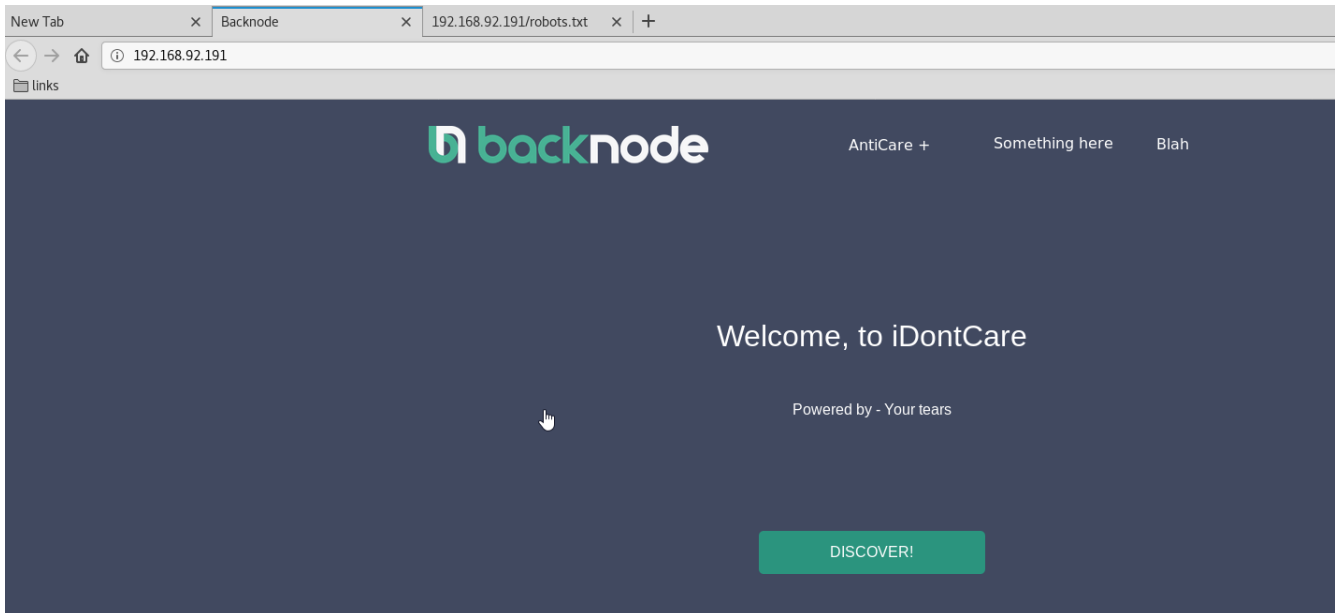 New Tab Backnode 192.168.92.191/robots.txt
192.168.92.191
links
backnode AntiCare + Something here Blah
Welcome, to iDontCare
Powered by - Your tears
DISCOVER!